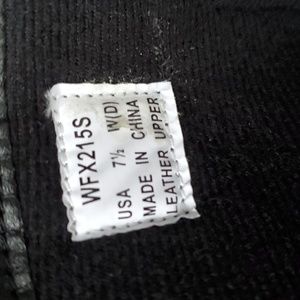 WFX215S
USA 7½ W(D)
MADE IN CHINA
LEATHER UPPER